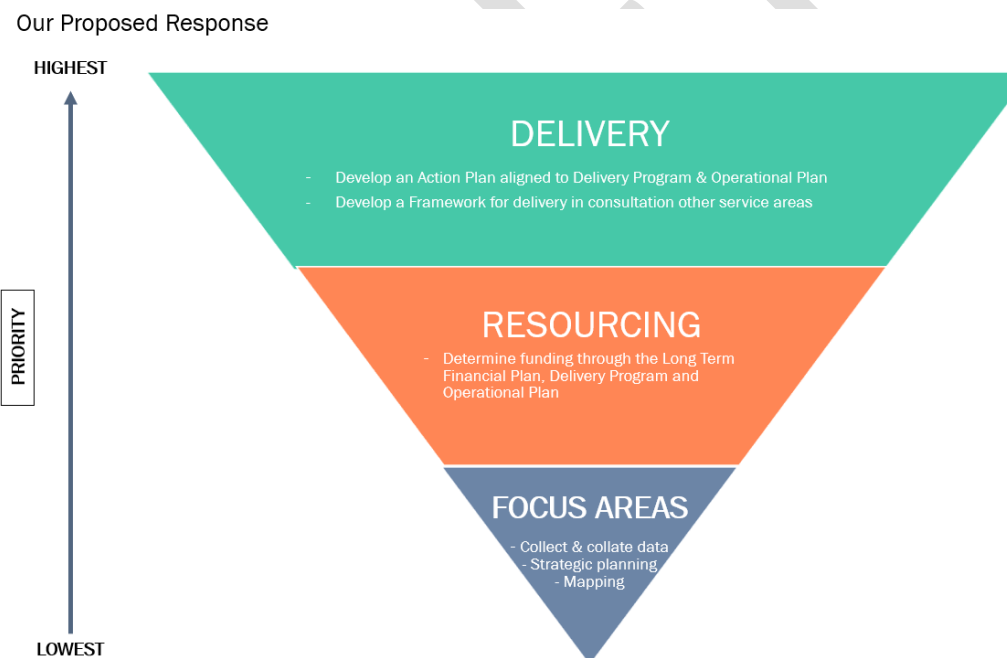 Our Proposed Response
HIGHEST
DELIVERY
- Develop an Action Plan aligned to Delivery Program & Operational Plan
- Develop a Framework for delivery in consultation other service areas
PRIORITY
RESOURCING
- Determine funding through the Long Term
Financial Plan, Delivery Program and
Operational Plan
FOCUS AREAS
- Collect & collate data
- Strategic planning
- Mapping
LOWEST